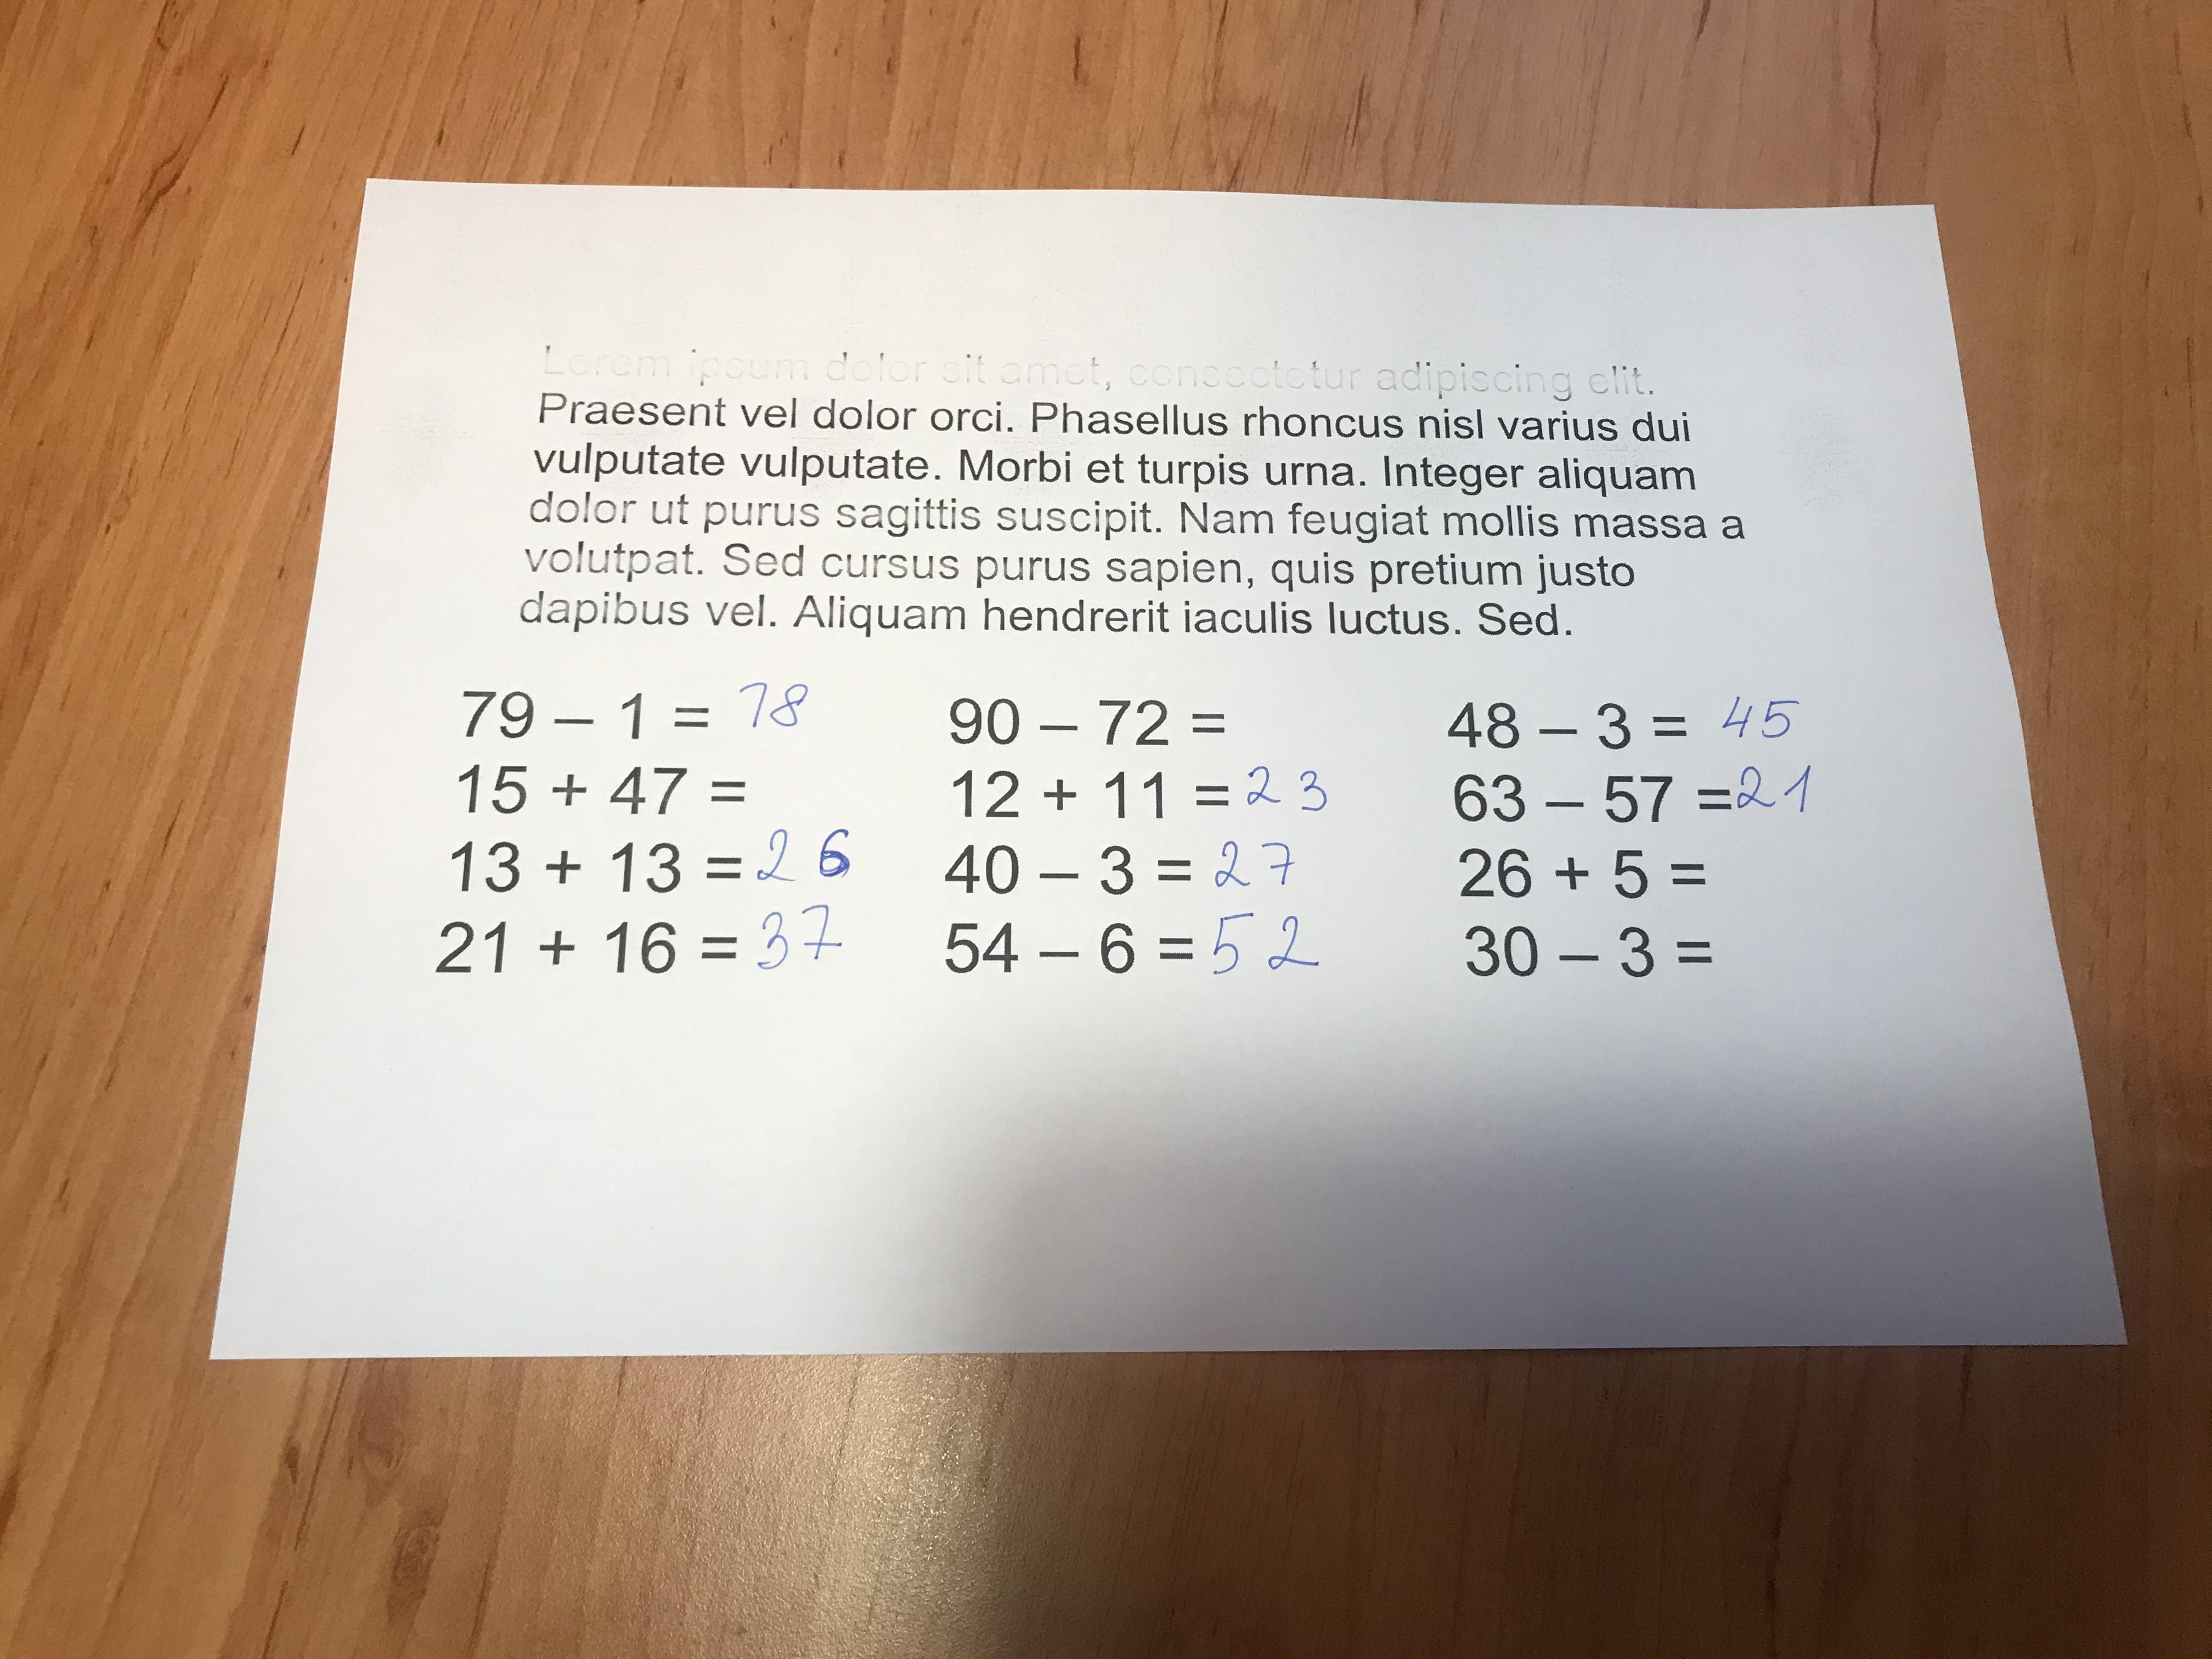 Lorem ipsum dolor sit amet, consectetur adipiscing elit.
Praesent vel dolor orci. Phasellus rhoncus nisl varius dui
vulputate vulputate. Morbi et turpis urna. Integer aliquam
dolor ut purus sagittis suscipit. Nam feugiat mollis massa a
volutpat. Sed cursus purus sapien, quis pretium justo
dapibus vel. Aliquam hendrerit iaculis luctus. Sed.
79 – 1 = 78
15 + 47 =
13 + 13 = 26
21 + 16 = 37
90 – 72 =
12 + 11 = 23
40 – 3 = 27
54 – 6 = 52
48 – 3 = 45
63 – 57 = 21
26 + 5 =
30 – 3 =